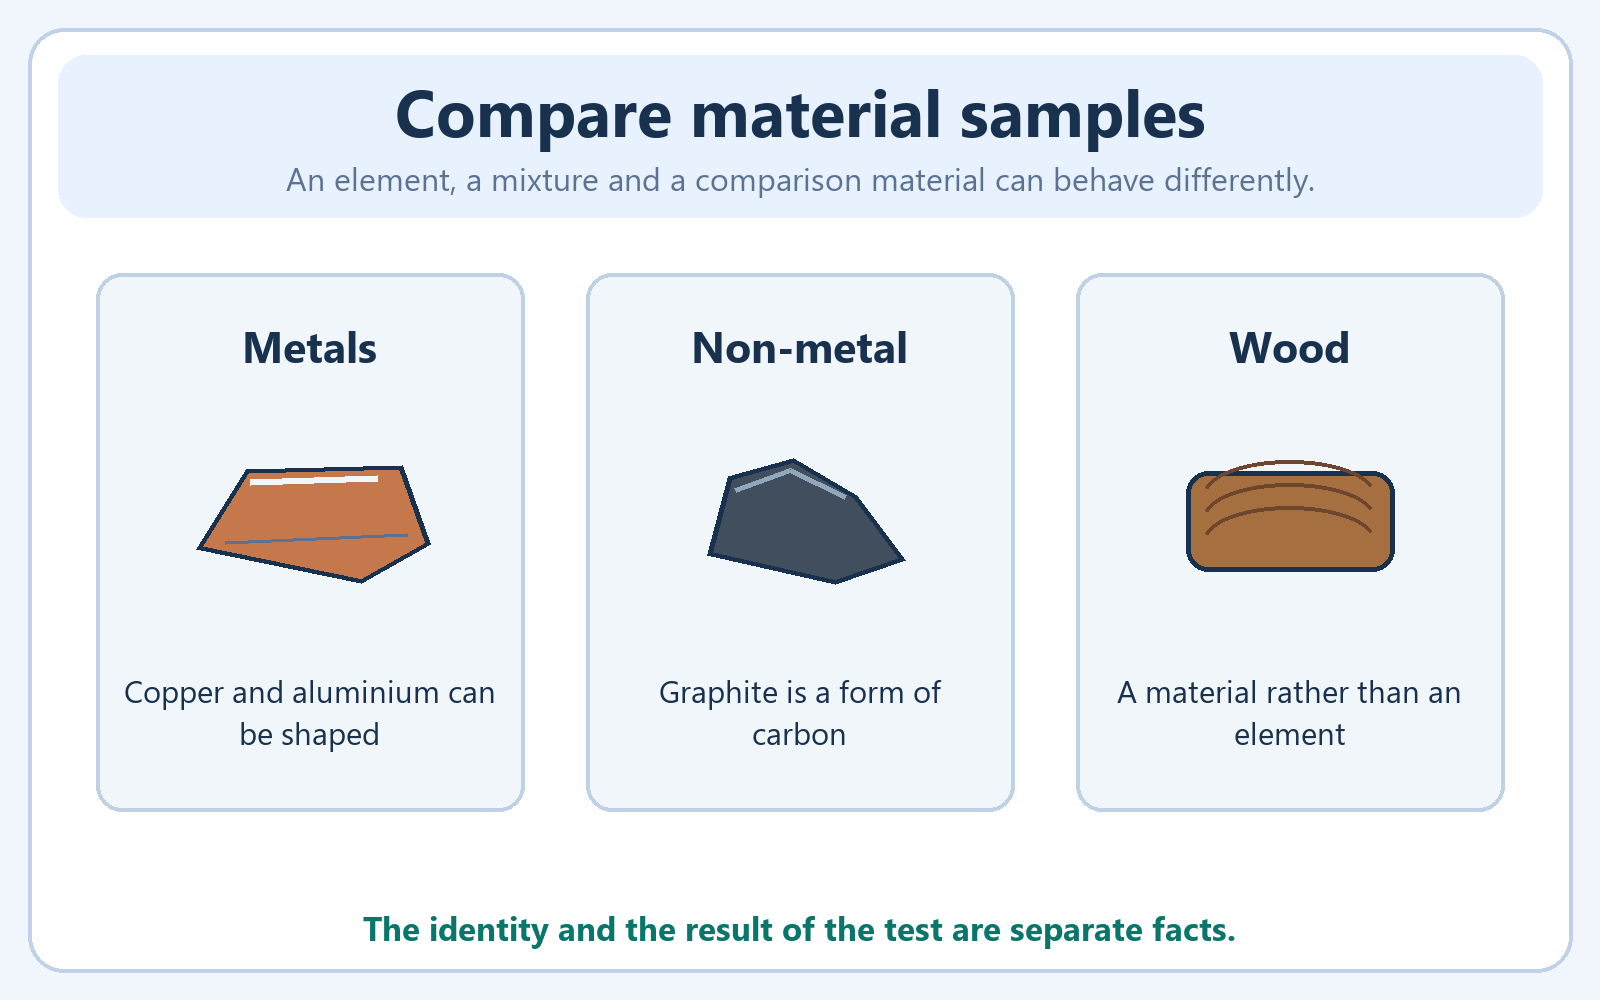 Compare material samples
An element, a mixture and a comparison material can behave differently.
Metals
Copper and aluminium can
be shaped
Non-metal
Graphite is a form of
carbon
Wood
A material rather than an
element
The identity and the result of the test are separate facts.